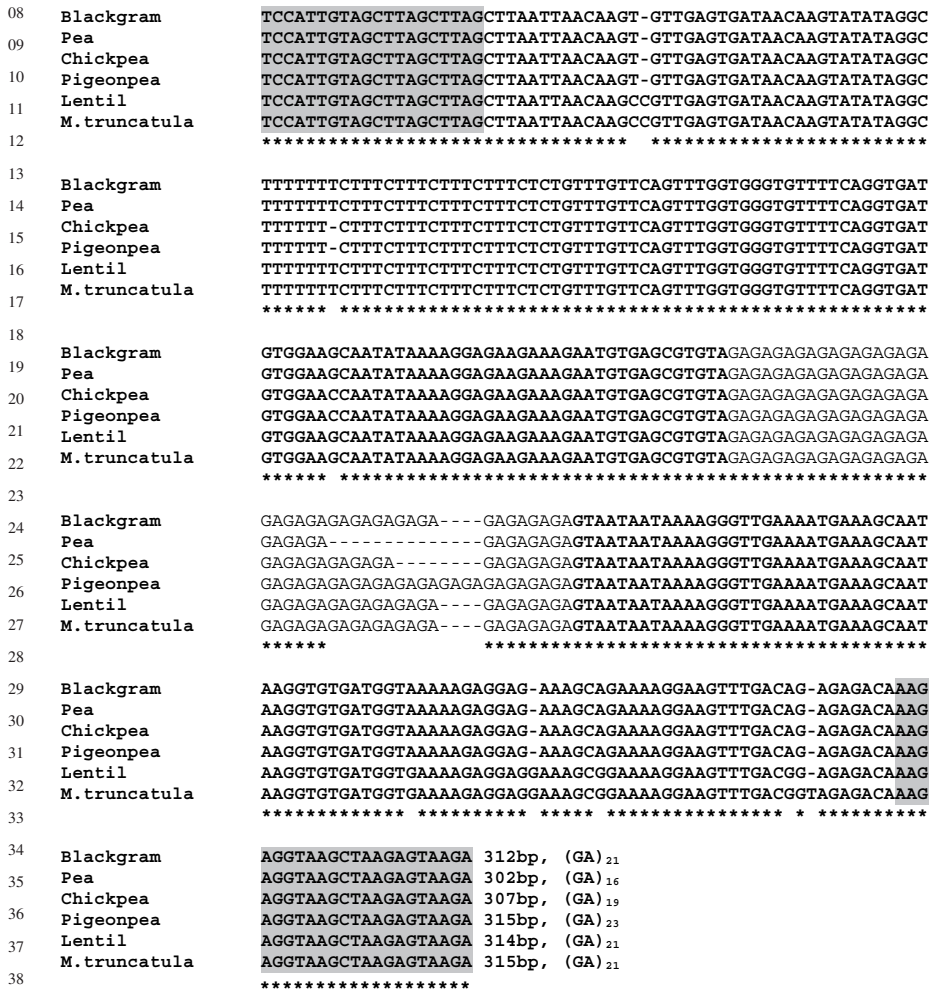 08 Blackgram TCCATTGTAGCTTAGCTTAGCTTAATTAACAAGT-GTTGAGTGATAACAAGTATATAGGC
Pea TCCATTGTAGCTTAGCTTAGCTTAATTAACAAGT-GTTGAGTGATAACAAGTATATAGGC
09
Chickpea TCCATTGTAGCTTAGCTTAGCTTAATTAACAAGT-GTTGAGTGATAACAAGTATATAGGC
10 Pigeonpea TCCATTGTAGCTTAGCTTAGCTTAATTAACAAGT-GTTGAGTGATAACAAGTATATAGGC
11 Lentil TCCATTGTAGCTTAGCTTAGCTTAATTAACAAGCCGTTGAGTGATAACAAGTATATAGGC
M.truncatula TCCATTGTAGCTTAGCTTAGCTTAATTAACAAGCCGTTGAGTGATAACAAGTATATAGGC
12 *********************************  *************************
13 Blackgram TTTTTTTCTTTCTTTCTTTCTTTCTCTGTTTGTTCAGTTTGGTGGGTGTTTTCAGGTGAT
14 Pea TTTTTTTCTTTCTTTCTTTCTTTCTCTGTTTGTTCAGTTTGGTGGGTGTTTTCAGGTGAT
Chickpea TTTTTT-CTTTCTTTCTTTCTTTCTCTGTTTGTTCAGTTTGGTGGGTGTTTTCAGGTGAT
15
Pigeonpea TTTTTT-CTTTCTTTCTTTCTTTCTCTGTTTGTTCAGTTTGGTGGGTGTTTTCAGGTGAT
16 Lentil TTTTTTTCTTTCTTTCTTTCTTTCTCTGTTTGTTCAGTTTGGTGGGTGTTTTCAGGTGAT
M.truncatula TTTTTTTCTTTCTTTCTTTCTTTCTCTGTTTGTTCAGTTTGGTGGGTGTTTTCAGGTGAT
17 ****** *****************************************************
18
Blackgram GTGGAAGCAATATAAAAGGAGAAGAAAGAATGTGAGCGTGTAGAGAGAGAGAGAGAGAGA
19 Pea GTGGAAGCAATATAAAAGGAGAAGAAAGAATGTGAGCGTGTAGAGAGAGAGAGAGAGAGA
20 Chickpea GTGGAACCAATATAAAAGGAGAAGAAAGAATGTGAGCGTGTAGAGAGAGAGAGAGAGAGA
Pigeonpea GTGGAACCAATATAAAAGGAGAAGAAAGAATGTGAGCGTGTAGAGAGAGAGAGAGAGAGA
21 Lentil GTGGAAGCAATATAAAAGGAGAAGAAAGAATGTGAGCGTGTAGAGAGAGAGAGAGAGAGA
22 M.truncatula GTGGAAGCAATATAAAAGGAGAAGAAAGAATGTGAGCGTGTAGAGAGAGAGAGAGAGAGA
****** *****************************************************
23
24 Blackgram GAGAGAGAGAGAGAGA----GAGAGAGAGTAATAATAAAAGGGTTGAAAATGAAAGCAAT
Pea GAGAGA--------------GAGAGAGAGTAATAATAAAAGGGTTGAAAATGAAAGCAAT
25 Chickpea GAGAGAGAGAGA--------GAGAGAGAGTAATAATAAAAGGGTTGAAAATGAAAGCAAT
26 Pigeonpea GAGAGAGAGAGAGAGAGAGAGAGAGAGAGTAATAATAAAAGGGTTGAAAATGAAAGCAAT
Lentil GAGAGAGAGAGAGAGA----GAGAGAGAGTAATAATAAAAGGGTTGAAAATGAAAGCAAT
27 M.truncatula GAGAGAGAGAGAGAGA----GAGAGAGAGTAATAATAAAAGGGTTGAAAATGAAAGCAAT
******              ****************************************
28
29 Blackgram AAGGTGTGATGGTAAAAAGAGGAG-AAAGCAGAAAAGGAAGTTTGACAG-AGAGACAAAG
Pea AAGGTGTGATGGTAAAAAGAGGAG-AAAGCAGAAAAGGAAGTTTGACAG-AGAGACAAAG
30
Chickpea AAGGTGTGATGGTAAAAAGAGGAG-AAAGCAGAAAAGGAAGTTTGACAG-AGAGACAAAG
31 Pigeonpea AAGGTGTGATGGTAAAAAGAGGAG-AAAGCAGAAAAGGAAGTTTGACAG-AGAGACAAAG
Lentil AAGGTGTGATGGTGAAAAGAGGAGGAAAGCGGAAAAGGAAGTTTGACGG-AGAGACAAAG
32 M.truncatula AAGGTGTGATGGTGAAAAGAGGAGGAAAGCGGAAAAGGAAGTTTGACGGTAGAGACAAAG
33 ************* ********** ***** **************** * **********
34 Blackgram AGGTAAGCTAAGAGTAAGA 312bp, (GA)21
35 Pea AGGTAAGCTAAGAGTAAGA 302bp, (GA)16
Chickpea AGGTAAGCTAAGAGTAAGA 307bp, (GA)19
36 Pigeonpea AGGTAAGCTAAGAGTAAGA 315bp, (GA)23
37 Lentil AGGTAAGCTAAGAGTAAGA 314bp, (GA)21
M.truncatula AGGTAAGCTAAGAGTAAGA 315bp, (GA)21
38 *******************